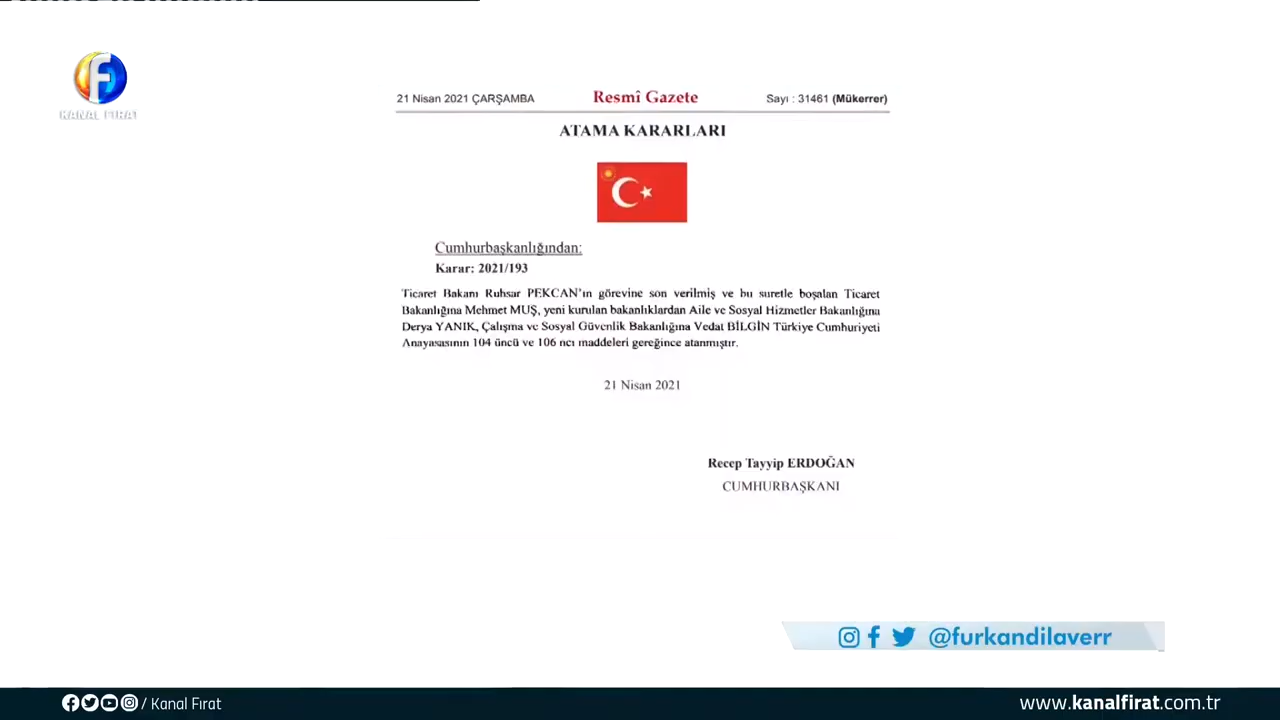 KANAL FIRAT
21 Nisan 2021 ÇARŞAMBA Resmî Gazete Sayı : 31461 (Mükerrer)
ATAMA KARARLARI
Cumhurbaşkanlığından:
Karar: 2021/193
Ticaret Bakanı Ruhsar PEKCAN'ın görevine son verilmiş ve bu suretle boşalan Ticaret
Bakanlığına Mehmet MUŞ, yeni kurulan bakanlıklardan Aile ve Sosyal Hizmetler Bakanlığına
Derya YANIK, Çalışma ve Sosyal Güvenlik Bakanlığına Vedat BİLGİN Türkiye Cumhuriyeti
Anayasasının 104 üncü ve 106 ncı maddeleri gereğince atanmıştır.
21 Nisan 2021
Recep Tayyip ERDOĞAN
CUMHURBAŞKANI
@furkandilaverr
/ Kanal Fırat
www.kanalfirat.com.tr